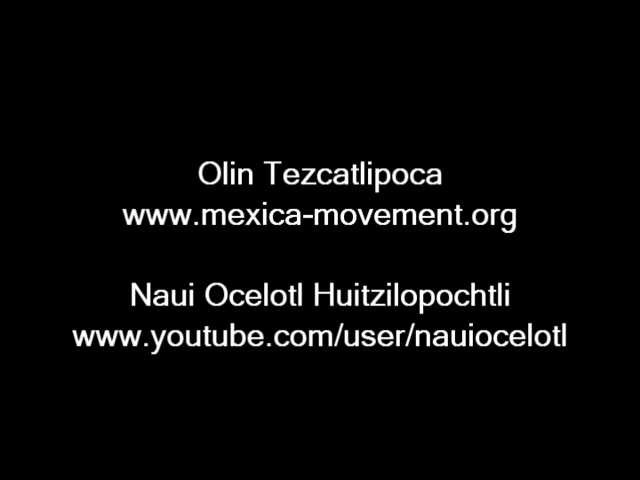 Olin Tezcatlipoca
www.mexica-movement.org
Naui Ocelotl Huitzilopochtli
www.youtube.com/user/nauiocelotl